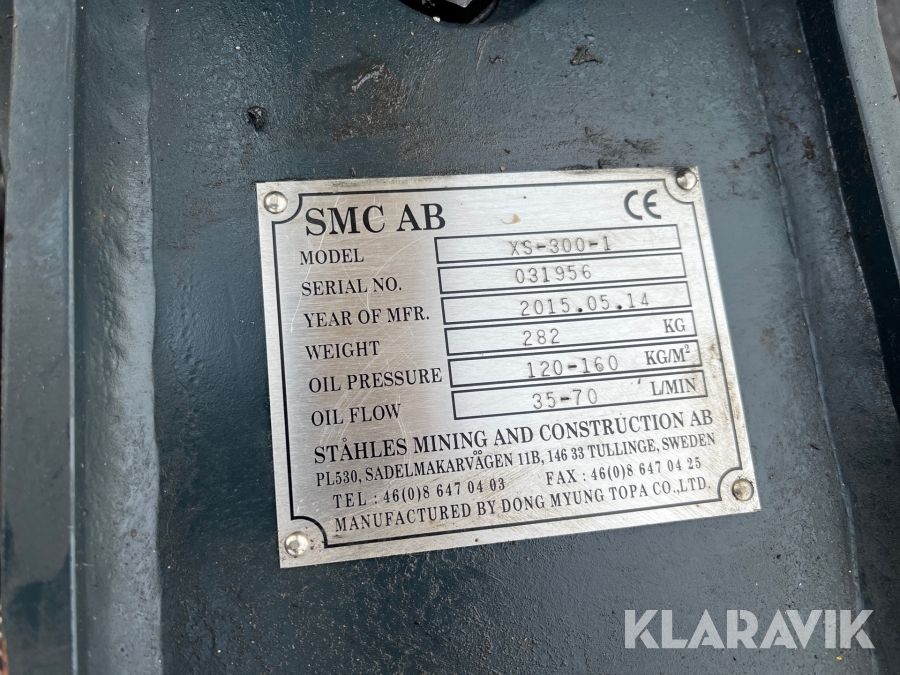 SMC AB
CE
MODEL XS-300-1
SERIAL NO. 031956
YEAR OF MFR. 2015.05.14
WEIGHT 282 KG
OIL PRESSURE 120-160 KG/M²
OIL FLOW 35-70 L/MIN
STÅHLES MINING AND CONSTRUCTION AB
PL530, SADELMAKARVÄGEN 11B, 146 33 TULLINGE, SWEDEN
TEL : 46(0)8 647 04 03 FAX : 46(0)8 647 04 25
MANUFACTURED BY DONG MYUNG TOPA CO.,LTD.
KLARAVIK